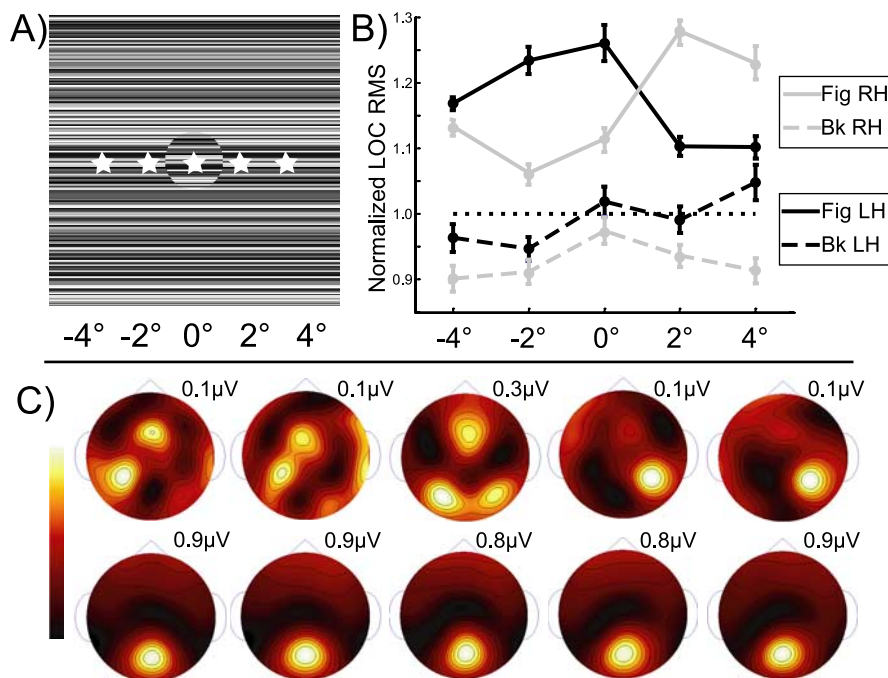 A)
-4° -2° 0° 2° 4°
B)
Normalized LOC RMS
1.3
1.2
1.1
1.0
0.9
-4° -2° 0° 2° 4°
Fig RH
Bk RH
Fig LH
Bk LH
C)
0.1µV 0.1µV 0.3µV 0.1µV 0.1µV
0.9µV 0.9µV 0.8µV 0.8µV 0.9µV